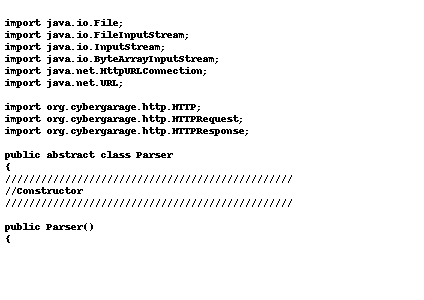 import java.io.File;
import java.io.FileInputStream;
import java.io.InputStream;
import java.io.ByteArrayInputStream;
import java.net.HttpURLConnection;
import java.net.URL;
import org.cybergarage.http.HTTP;
import org.cybergarage.http.HTTPRequest;
import org.cybergarage.http.HTTPResponse;
public abstract class Parser
{
////////////////////////////////////////////////
//Constructor
////////////////////////////////////////////////
public Parser()
{